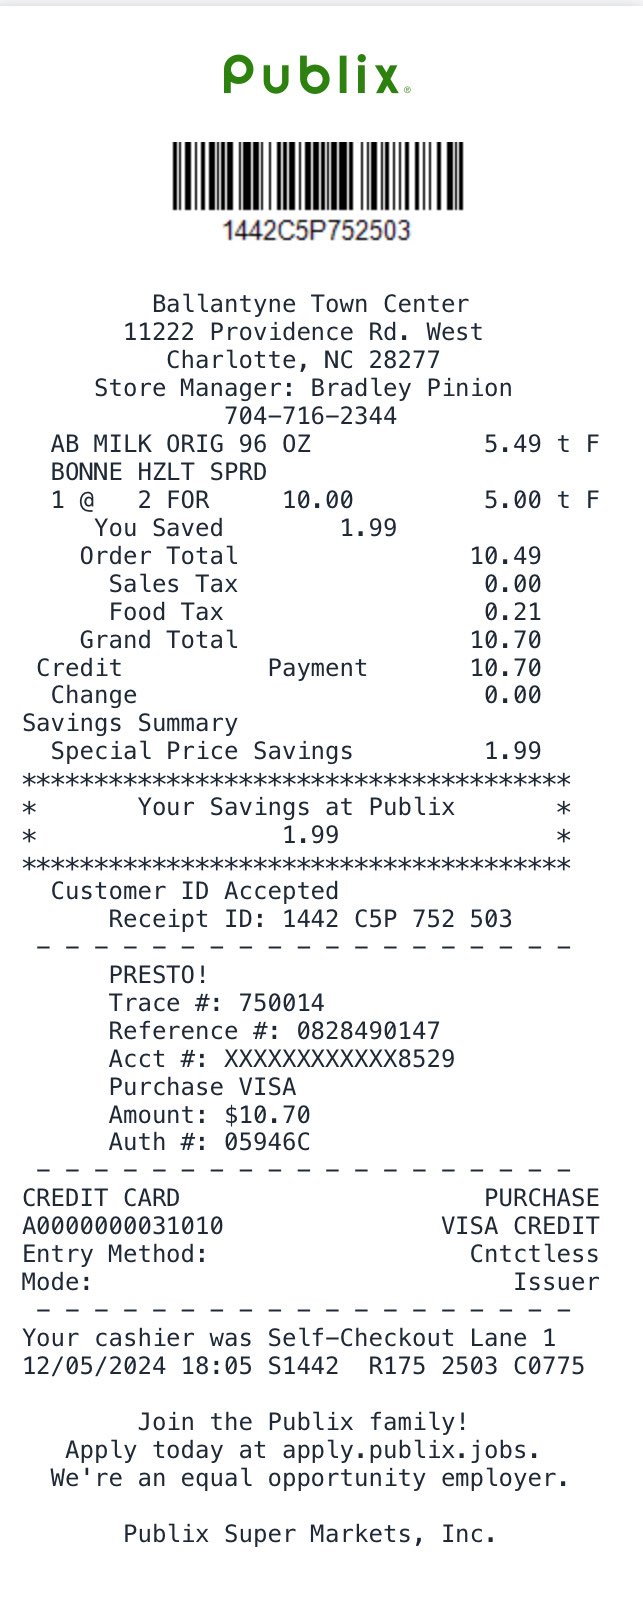 Publix®
1442C5P752503
Ballantyne Town Center
11222 Providence Rd. West
Charlotte, NC 28277
Store Manager: Bradley Pinion
704-716-2344
AB MILK ORIG 96 OZ 5.49 t F
BONNE HZLT SPRD
1 @ 2 FOR 10.00 5.00 t F
You Saved 1.99
Order Total 10.49
Sales Tax 0.00
Food Tax 0.21
Grand Total 10.70
Credit Payment 10.70
Change 0.00
Savings Summary
Special Price Savings 1.99
**************************************
* Your Savings at Publix *
* 1.99 *
**************************************
Customer ID Accepted
Receipt ID: 1442 C5P 752 503
- - - - - - - - - - - - - - - - - - -
PRESTO!
Trace #: 750014
Reference #: 0828490147
Acct #: XXXXXXXXXXXX8529
Purchase VISA
Amount: $10.70
Auth #: 05946C
- - - - - - - - - - - - - - - - - - -
CREDIT CARD PURCHASE
A0000000031010 VISA CREDIT
Entry Method: Cntctless
Mode: Issuer
- - - - - - - - - - - - - - - - - - -
Your cashier was Self-Checkout Lane 1
12/05/2024 18:05 S1442 R175 2503 C0775
Join the Publix family!
Apply today at apply.publix.jobs.
We're an equal opportunity employer.
Publix Super Markets, Inc.